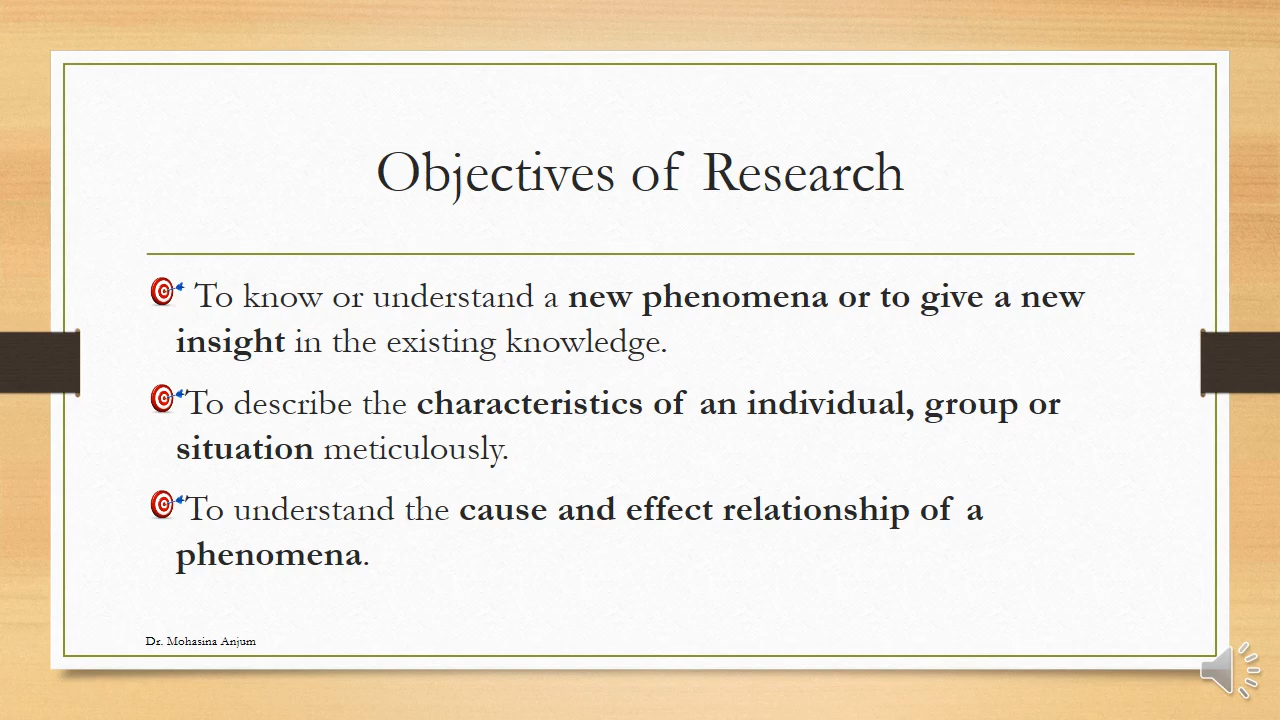 Objectives of Research
To know or understand a new phenomena or to give a new
insight in the existing knowledge.
To describe the characteristics of an individual, group or
situation meticulously.
To understand the cause and effect relationship of a
phenomena.
Dr. Mohasina Anjum